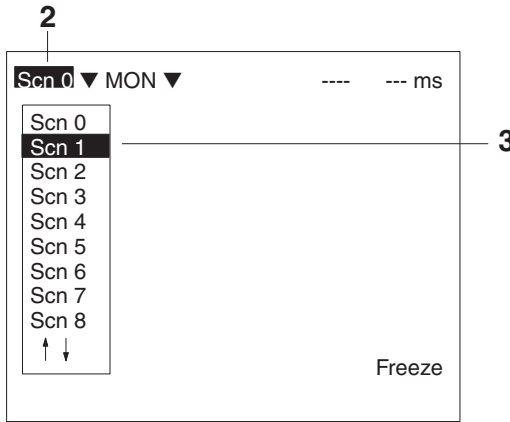 2
Scn 0 ▼ MON ▼ ---- --- ms
Scn 0
Scn 1
3
Scn 2
Scn 3
Scn 4
Scn 5
Scn 6
Scn 7
Scn 8
↑ ↓
Freeze